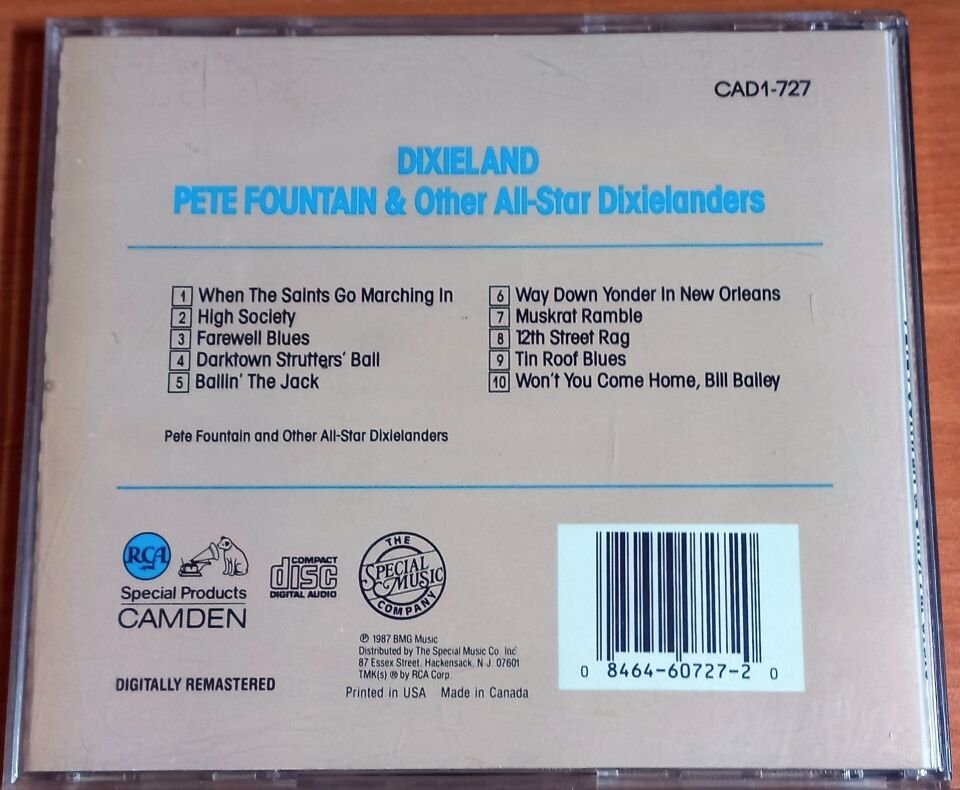 CAD1-727
DIXIELAND
PETE FOUNTAIN & Other All-Star Dixielanders
1 When The Saints Go Marching In
2 High Society
3 Farewell Blues
4 Darktown Strutters' Ball
5 Ballin' The Jack
6 Way Down Yonder In New Orleans
7 Muskrat Ramble
8 12th Street Rag
9 Tin Roof Blues
10 Won't You Come Home, Bill Bailey
Pete Fountain and Other All-Star Dixielanders
RCA
Special Products
CAMDEN
COMPACT
disc
DIGITAL AUDIO
THE
SPECIAL
MUSIC
COMPANY
℗ 1987 BMG Music
Distributed by The Special Music Co. Inc.
87 Essex Street, Hackensack, N.J. 07601
TMK(s) ® by RCA Corp.
Printed in USA Made in Canada
DIGITALLY REMASTERED
0 8464-60727-2 0